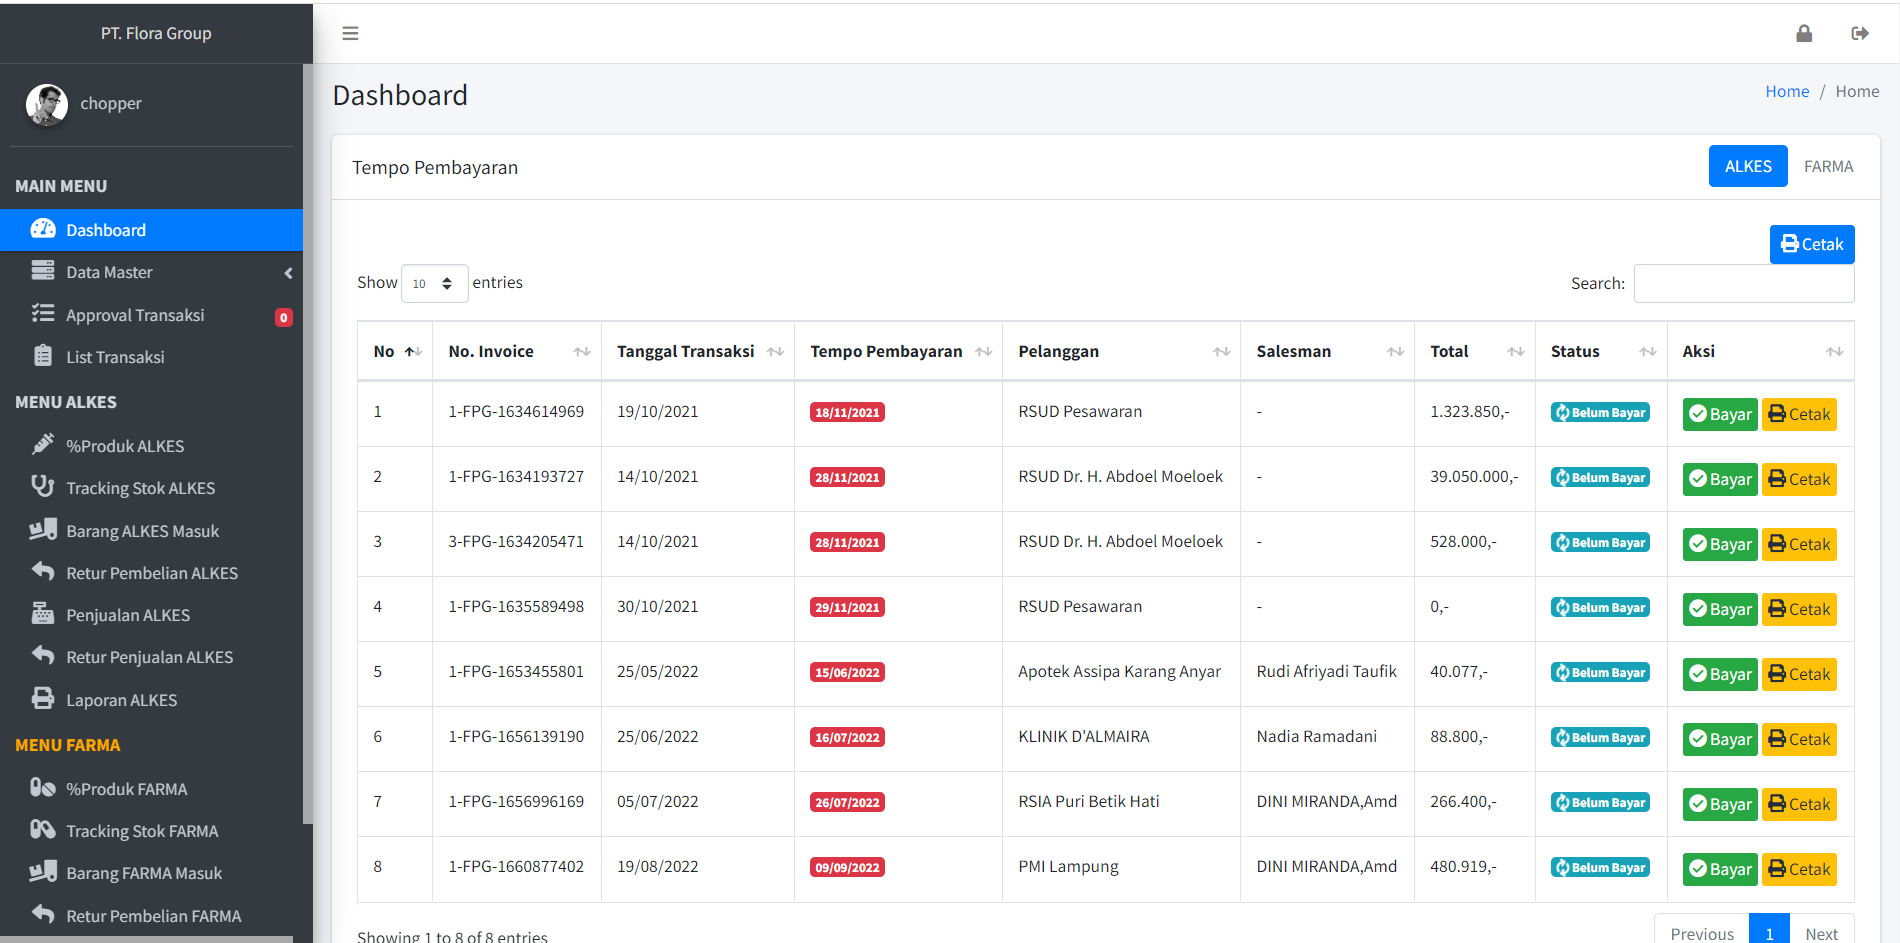 PT. Flora Group
chopper
MAIN MENU
Dashboard
Data Master
Approval Transaksi 0
List Transaksi
MENU ALKES
%Produk ALKES
Tracking Stok ALKES
Barang ALKES Masuk
Retur Pembelian ALKES
Penjualan ALKES
Retur Penjualan ALKES
Laporan ALKES
MENU FARMA
%Produk FARMA
Tracking Stok FARMA
Barang FARMA Masuk
Retur Pembelian FARMA
Dashboard
Home / Home
Tempo Pembayaran
ALKES FARMA
Cetak
Show 10 entries
Search:
No No. Invoice Tanggal Transaksi Tempo Pembayaran Pelanggan Salesman Total Status Aksi
1 1-FPG-1634614969 19/10/2021 18/11/2021 RSUD Pesawaran - 1.323.850,- Belum Bayar Bayar Cetak
2 1-FPG-1634193727 14/10/2021 28/11/2021 RSUD Dr. H. Abdoel Moeloek - 39.050.000,- Belum Bayar Bayar Cetak
3 3-FPG-1634205471 14/10/2021 28/11/2021 RSUD Dr. H. Abdoel Moeloek - 528.000,- Belum Bayar Bayar Cetak
4 1-FPG-1635589498 30/10/2021 29/11/2021 RSUD Pesawaran - 0,- Belum Bayar Bayar Cetak
5 1-FPG-1653455801 25/05/2022 15/06/2022 Apotek Assipa Karang Anyar Rudi Afriyadi Taufik 40.077,- Belum Bayar Bayar Cetak
6 1-FPG-1656139190 25/06/2022 16/07/2022 KLINIK D'ALMAIRA Nadia Ramadani 88.800,- Belum Bayar Bayar Cetak
7 1-FPG-1656996169 05/07/2022 26/07/2022 RSIA Puri Betik Hati DINI MIRANDA,Amd 266.400,- Belum Bayar Bayar Cetak
8 1-FPG-1660877402 19/08/2022 09/09/2022 PMI Lampung DINI MIRANDA,Amd 480.919,- Belum Bayar Bayar Cetak
Showing 1 to 8 of 8 entries
Previous 1 Next